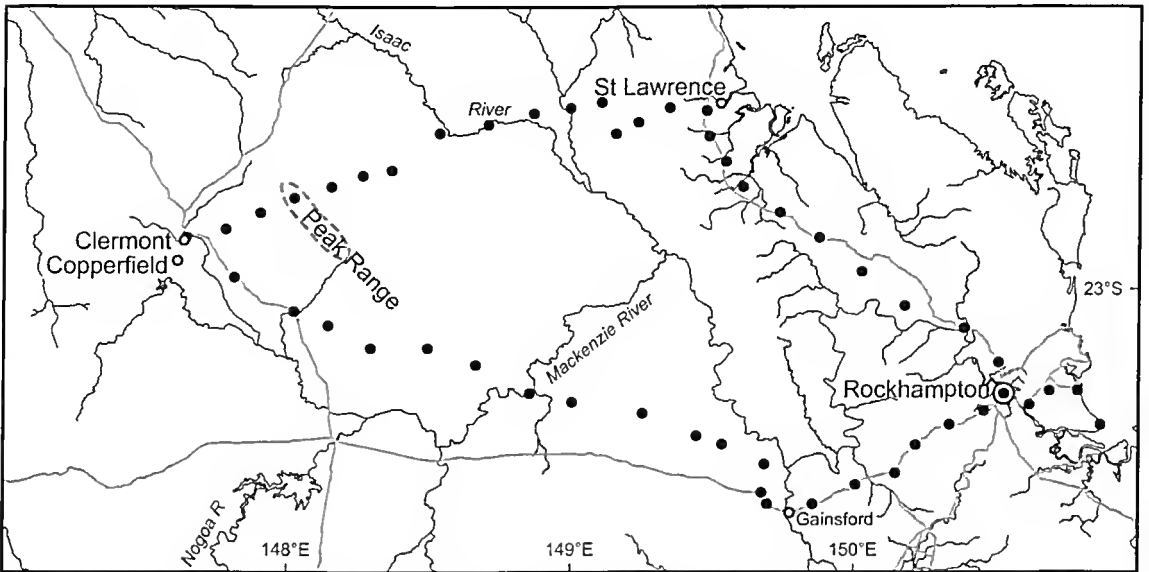 Isaac
River
St Lawrence
Clermont
Copperfield
Peak Range
23°S
Mackenzie River
Rockhampton
Gainsford
Nogoa R
148°E
149°E
150°E